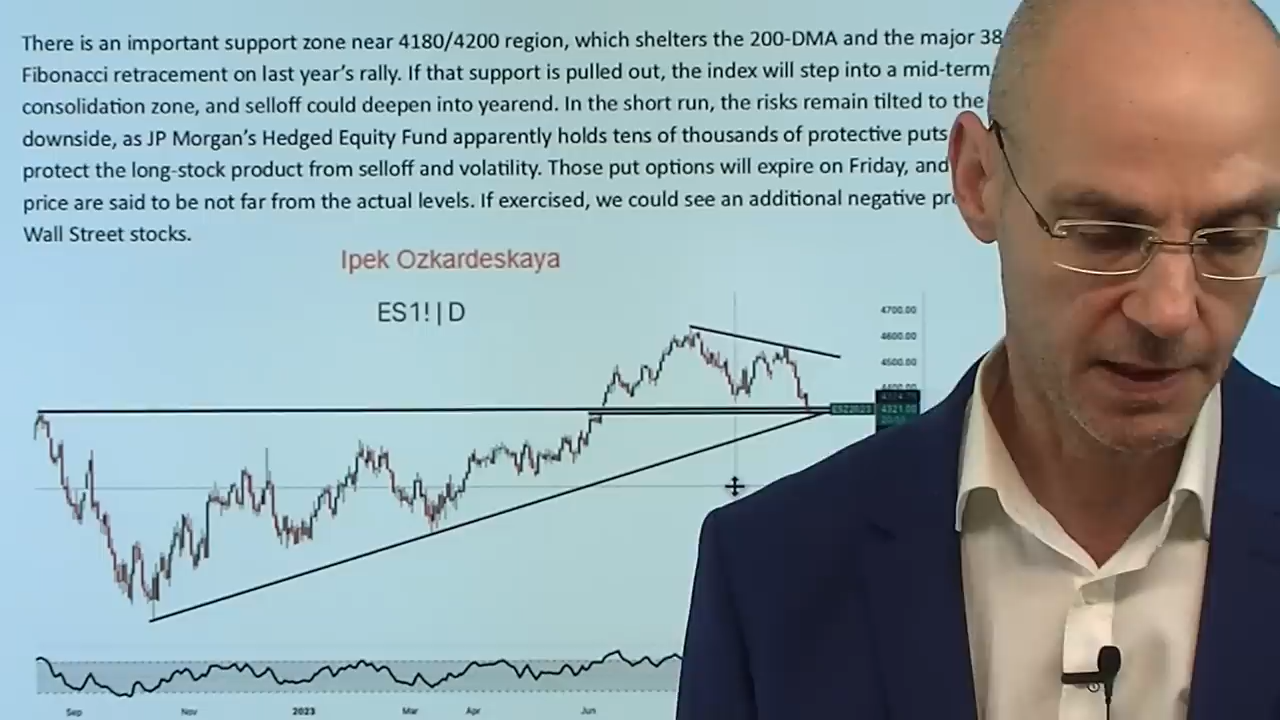 There is an important support zone near 4180/4200 region, which shelters the 200-DMA and the major 38
Fibonacci retracement on last year's rally. If that support is pulled out, the index will step into a mid-term
consolidation zone, and selloff could deepen into yearend. In the short run, the risks remain tilted to the
downside, as JP Morgan's Hedged Equity Fund apparently holds tens of thousands of protective puts
protect the long-stock product from selloff and volatility. Those put options will expire on Friday, and
price are said to be not far from the actual levels. If exercised, we could see an additional negative pr
Wall Street stocks.
Ipek Ozkardeskaya
ES1! | D
4700.00
4600.00
4500.00
4400.00
ESZ2023 4321.00
Sep Nov 2023 Mar Apr Jun